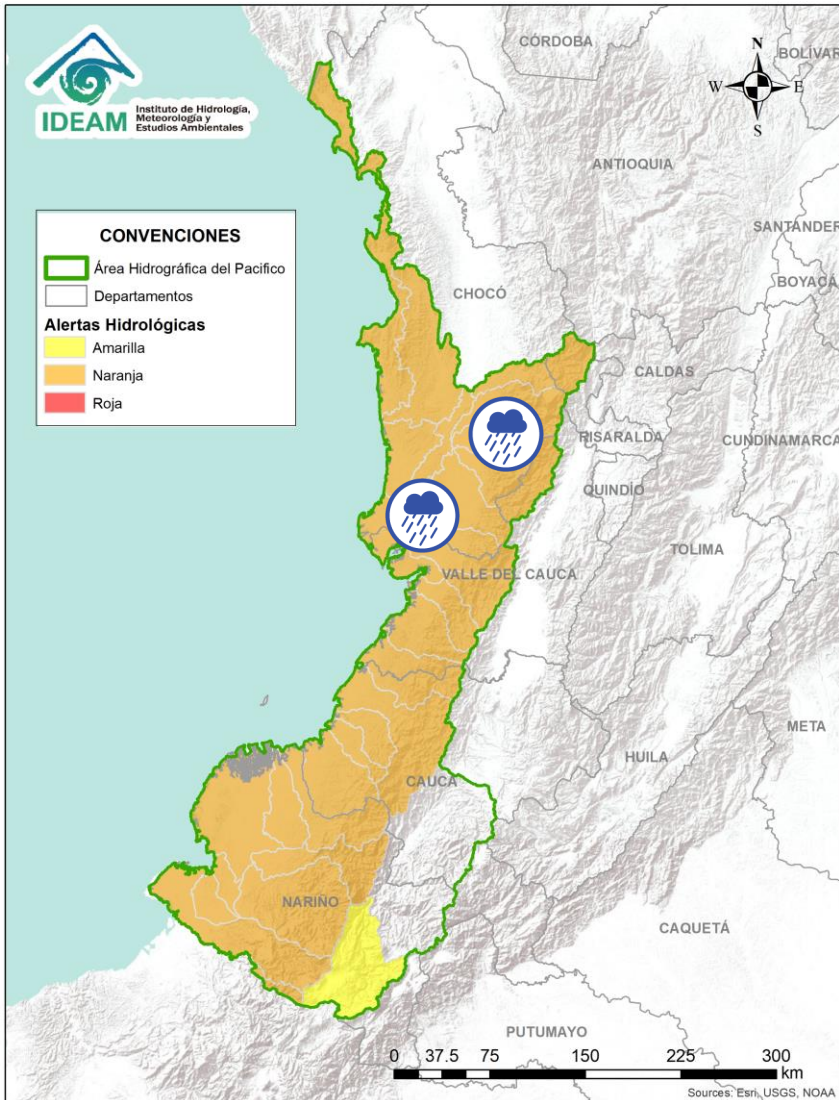 IDEAM
Instituto de Hidrología,
Meteorología y
Estudios Ambientales
CÓRDOBA
BOLÍVAR
N
W
E
S
ANTIOQUIA
SANTANDER
BOYACÁ
CONVENCIONES
Área Hidrográfica del Pacifico
Departamentos
Alertas Hidrológicas
Amarilla
Naranja
Roja
CHOCÓ
CALDAS
RISARALDA
CUNDINAMARCA
QUINDÍO
TOLIMA
VALLE DEL CAUCA
META
HUILA
CAUCA
NARIÑO
CAQUETÁ
PUTUMAYO
0 37.5 75 150 225 300
km
Sources: Esri, USGS, NOAA